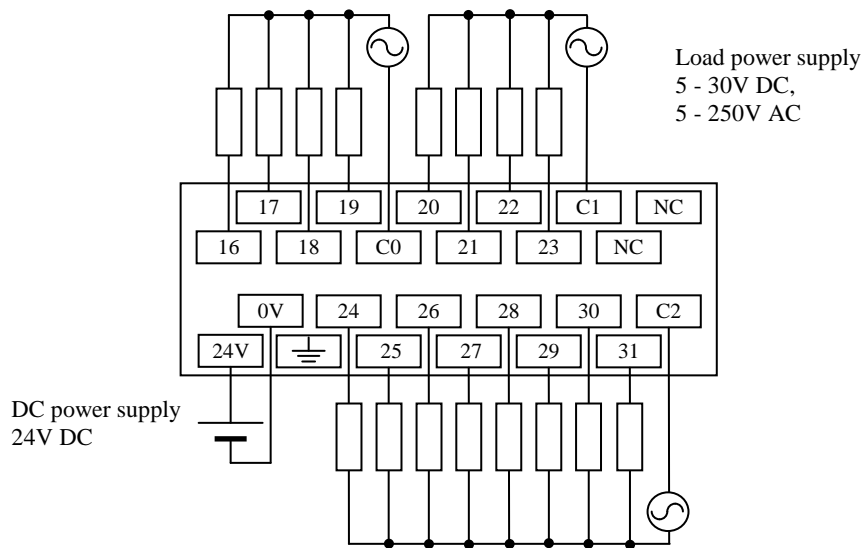 Load power supply
5 - 30V DC,
5 - 250V AC
17 19 20 22 C1 NC
16 18 C0 21 23 NC
0V 24 26 28 30 C2
24V 25 27 29 31
DC power supply
24V DC